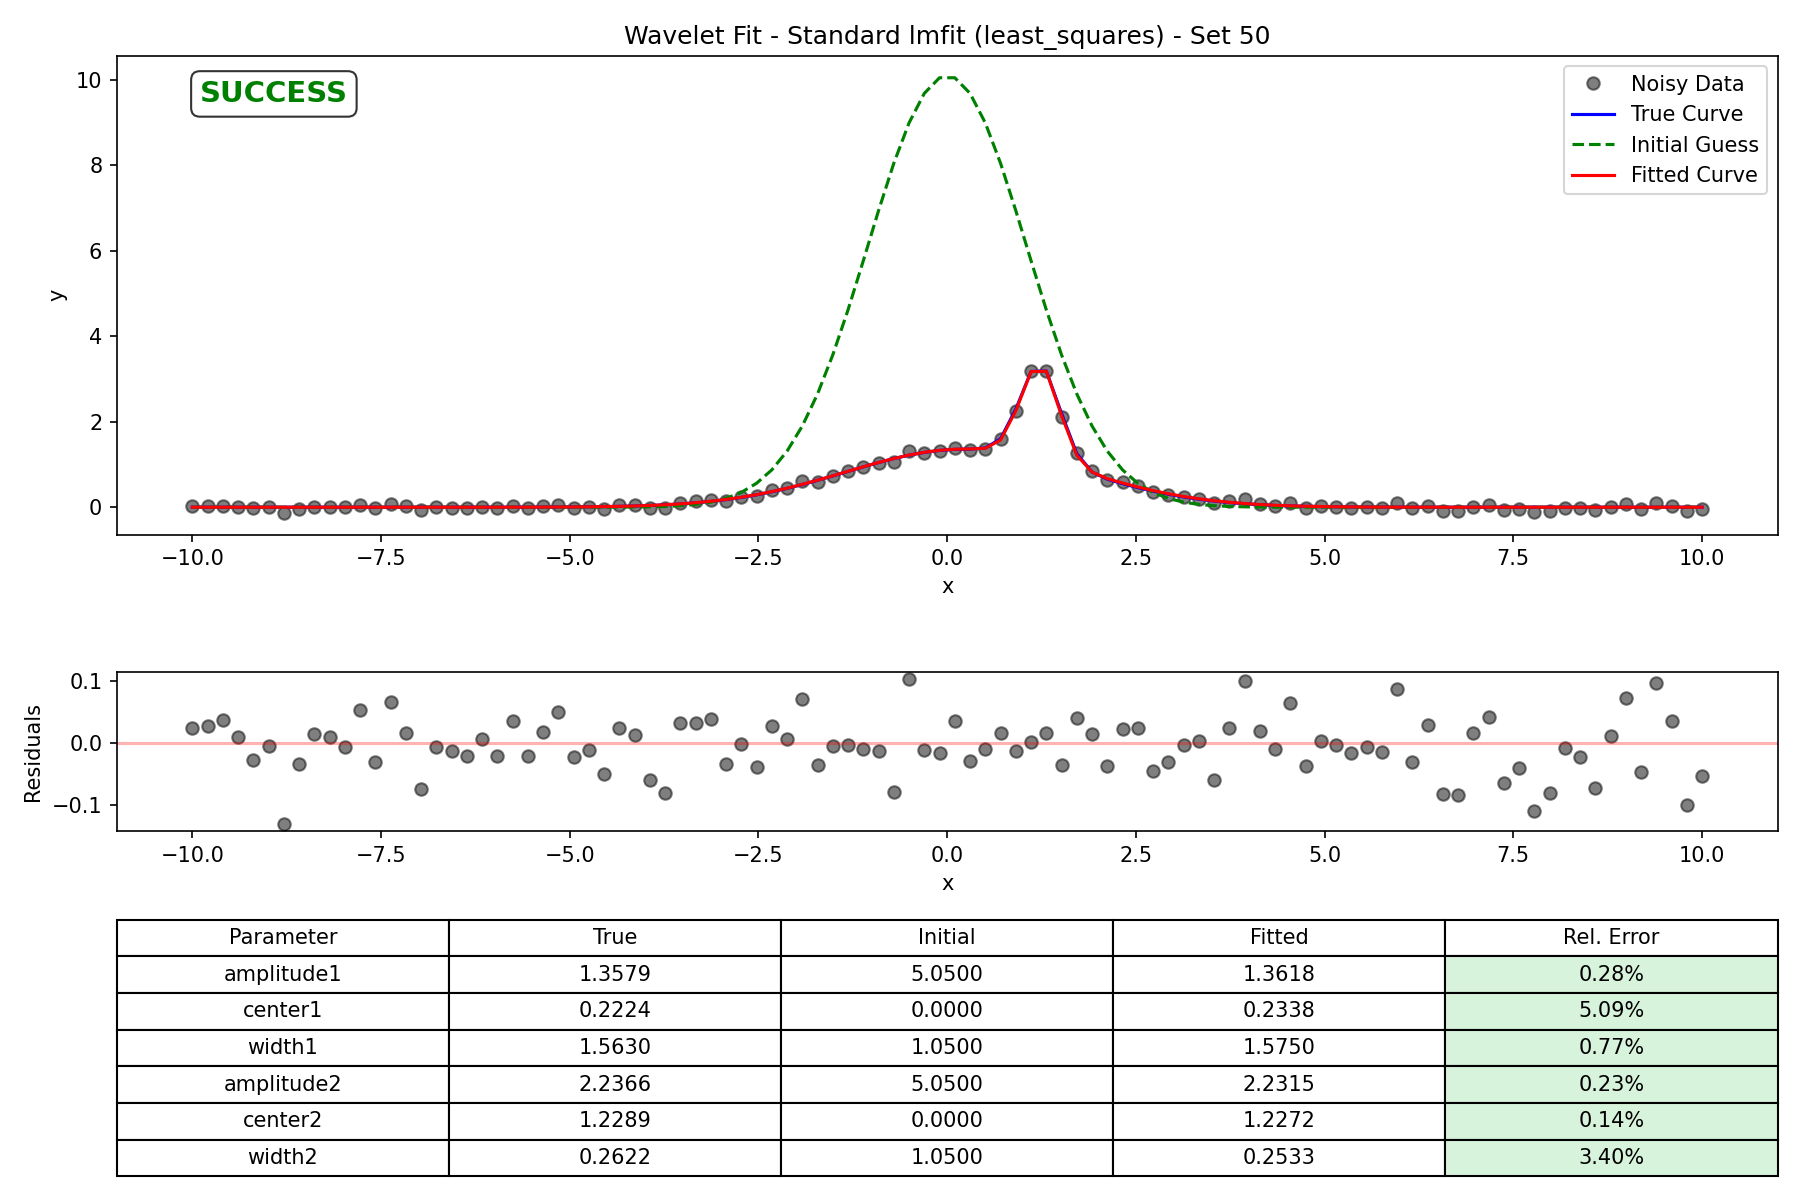 Wavelet Fit - Standard lmfit (least_squares) - Set 50
SUCCESS
Noisy Data
True Curve
Initial Guess
Fitted Curve
10
8
6
4
2
0
y
−10.0 −7.5 −5.0 −2.5 0.0 2.5 5.0 7.5 10.0
x
0.1
0.0
−0.1
Residuals
−10.0 −7.5 −5.0 −2.5 0.0 2.5 5.0 7.5 10.0
x
Parameter True Initial Fitted Rel. Error
amplitude1 1.3579 5.0500 1.3618 0.28%
center1 0.2224 0.0000 0.2338 5.09%
width1 1.5630 1.0500 1.5750 0.77%
amplitude2 2.2366 5.0500 2.2315 0.23%
center2 1.2289 0.0000 1.2272 0.14%
width2 0.2622 1.0500 0.2533 3.40%